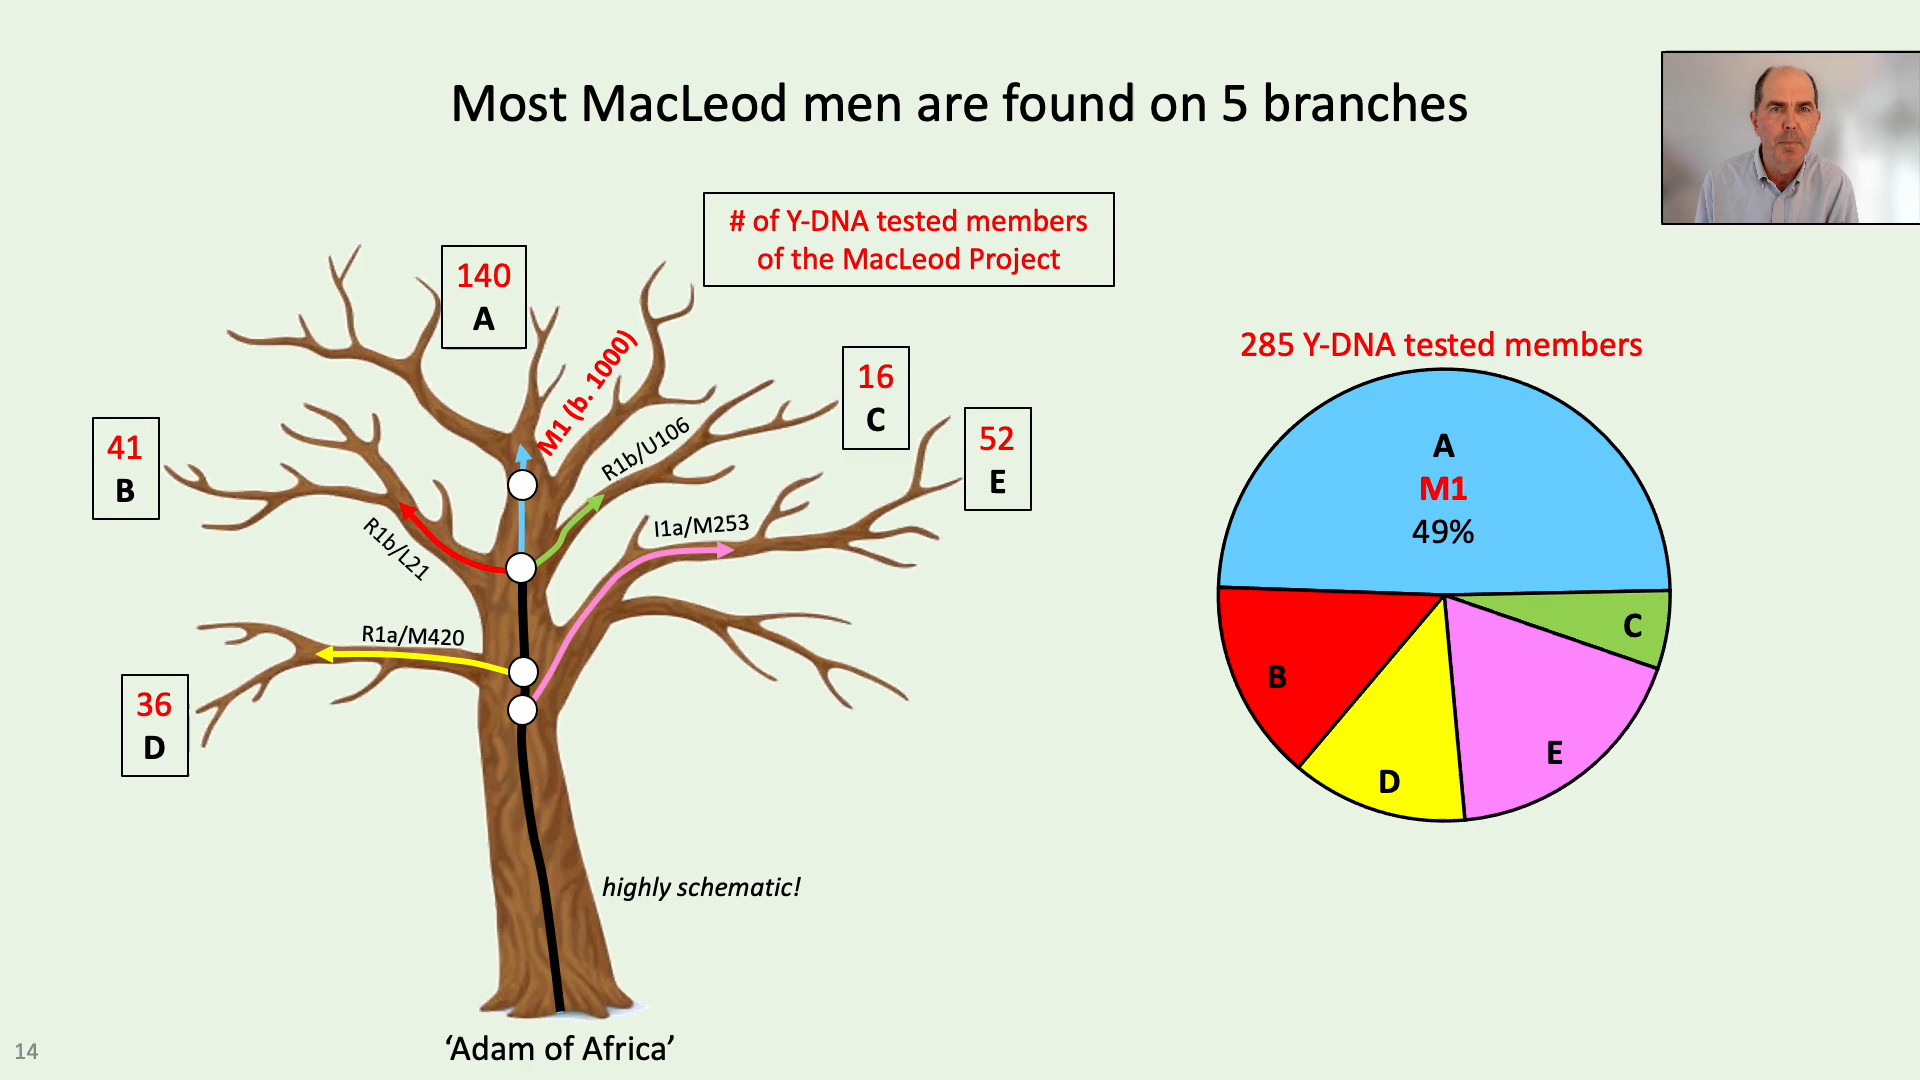 Most MacLeod men are found on 5 branches
# of Y-DNA tested members
of the MacLeod Project
140
A
M1 (b. 1000)
16
C
52
E
41
B
R1b/U106
I1a/M253
R1b/L21
R1a/M420
36
D
highly schematic!
'Adam of Africa'
285 Y-DNA tested members
A
M1
49%
C
B
E
D
14